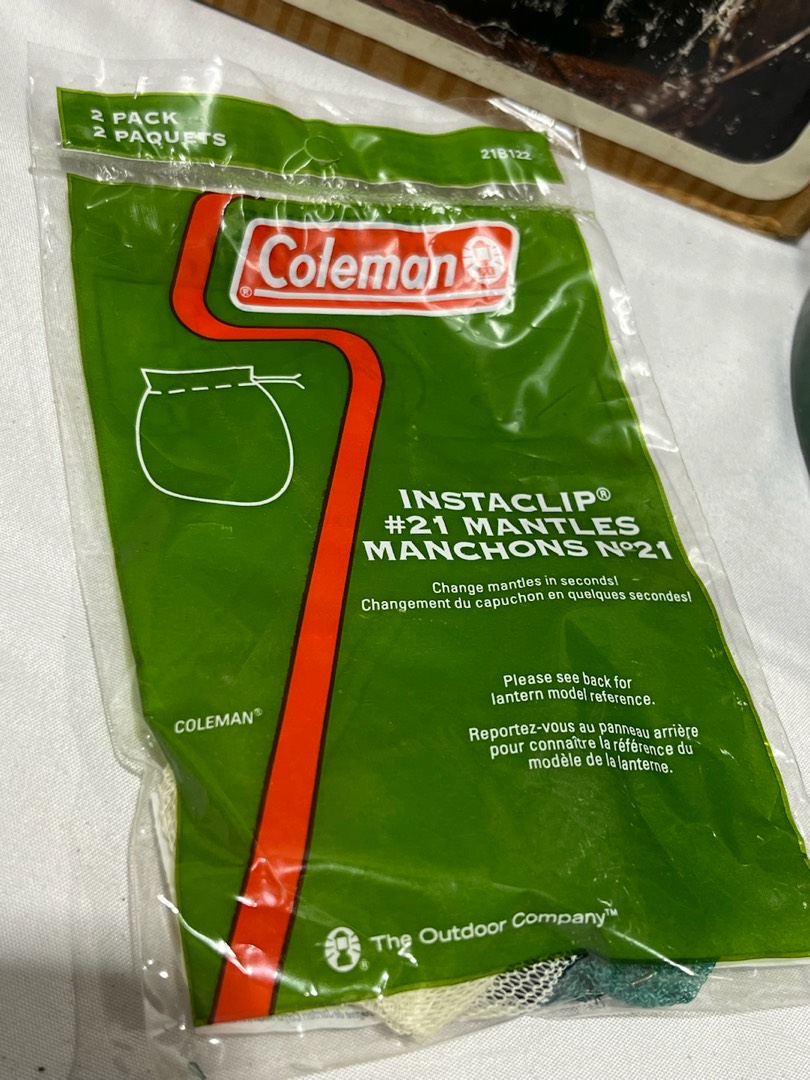 2 PACK
2 PAQUETS
21B122
Coleman®
INSTACLIP®
#21 MANTLES
MANCHONS Nº21
Change mantles in seconds!
Changement du capuchon en quelques secondes!
Please see back for
lantern model reference.
Reportez-vous au panneau arrière
pour connaître la référence du
modèle de la lanterne.
COLEMAN®
The Outdoor Company™